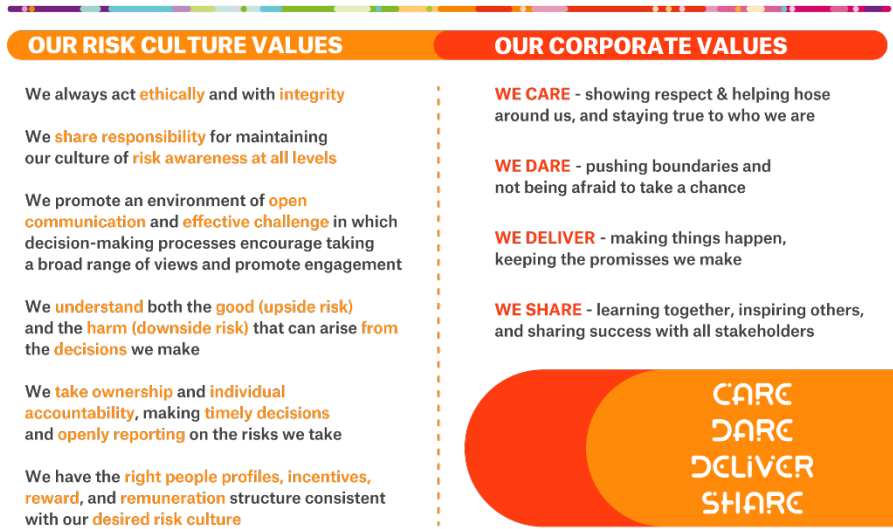 OUR RISK CULTURE VALUES
We always act ethically and with integrity
We share responsibility for maintaining
our culture of risk awareness at all levels
We promote an environment of open
communication and effective challenge in which
decision-making processes encourage taking
a broad range of views and promote engagement
We understand both the good (upside risk)
and the harm (downside risk) that can arise from
the decisions we make
We take ownership and individual
accountability, making timely decisions
and openly reporting on the risks we take
We have the right people profiles, incentives,
reward, and remuneration structure consistent
with our desired risk culture
OUR CORPORATE VALUES
WE CARE - showing respect & helping hose
around us, and staying true to who we are
WE DARE - pushing boundaries and
not being afraid to take a chance
WE DELIVER - making things happen,
keeping the promisses we make
WE SHARE - learning together, inspiring others,
and sharing success with all stakeholders
CARE
DARE
DELIVER
SHARE